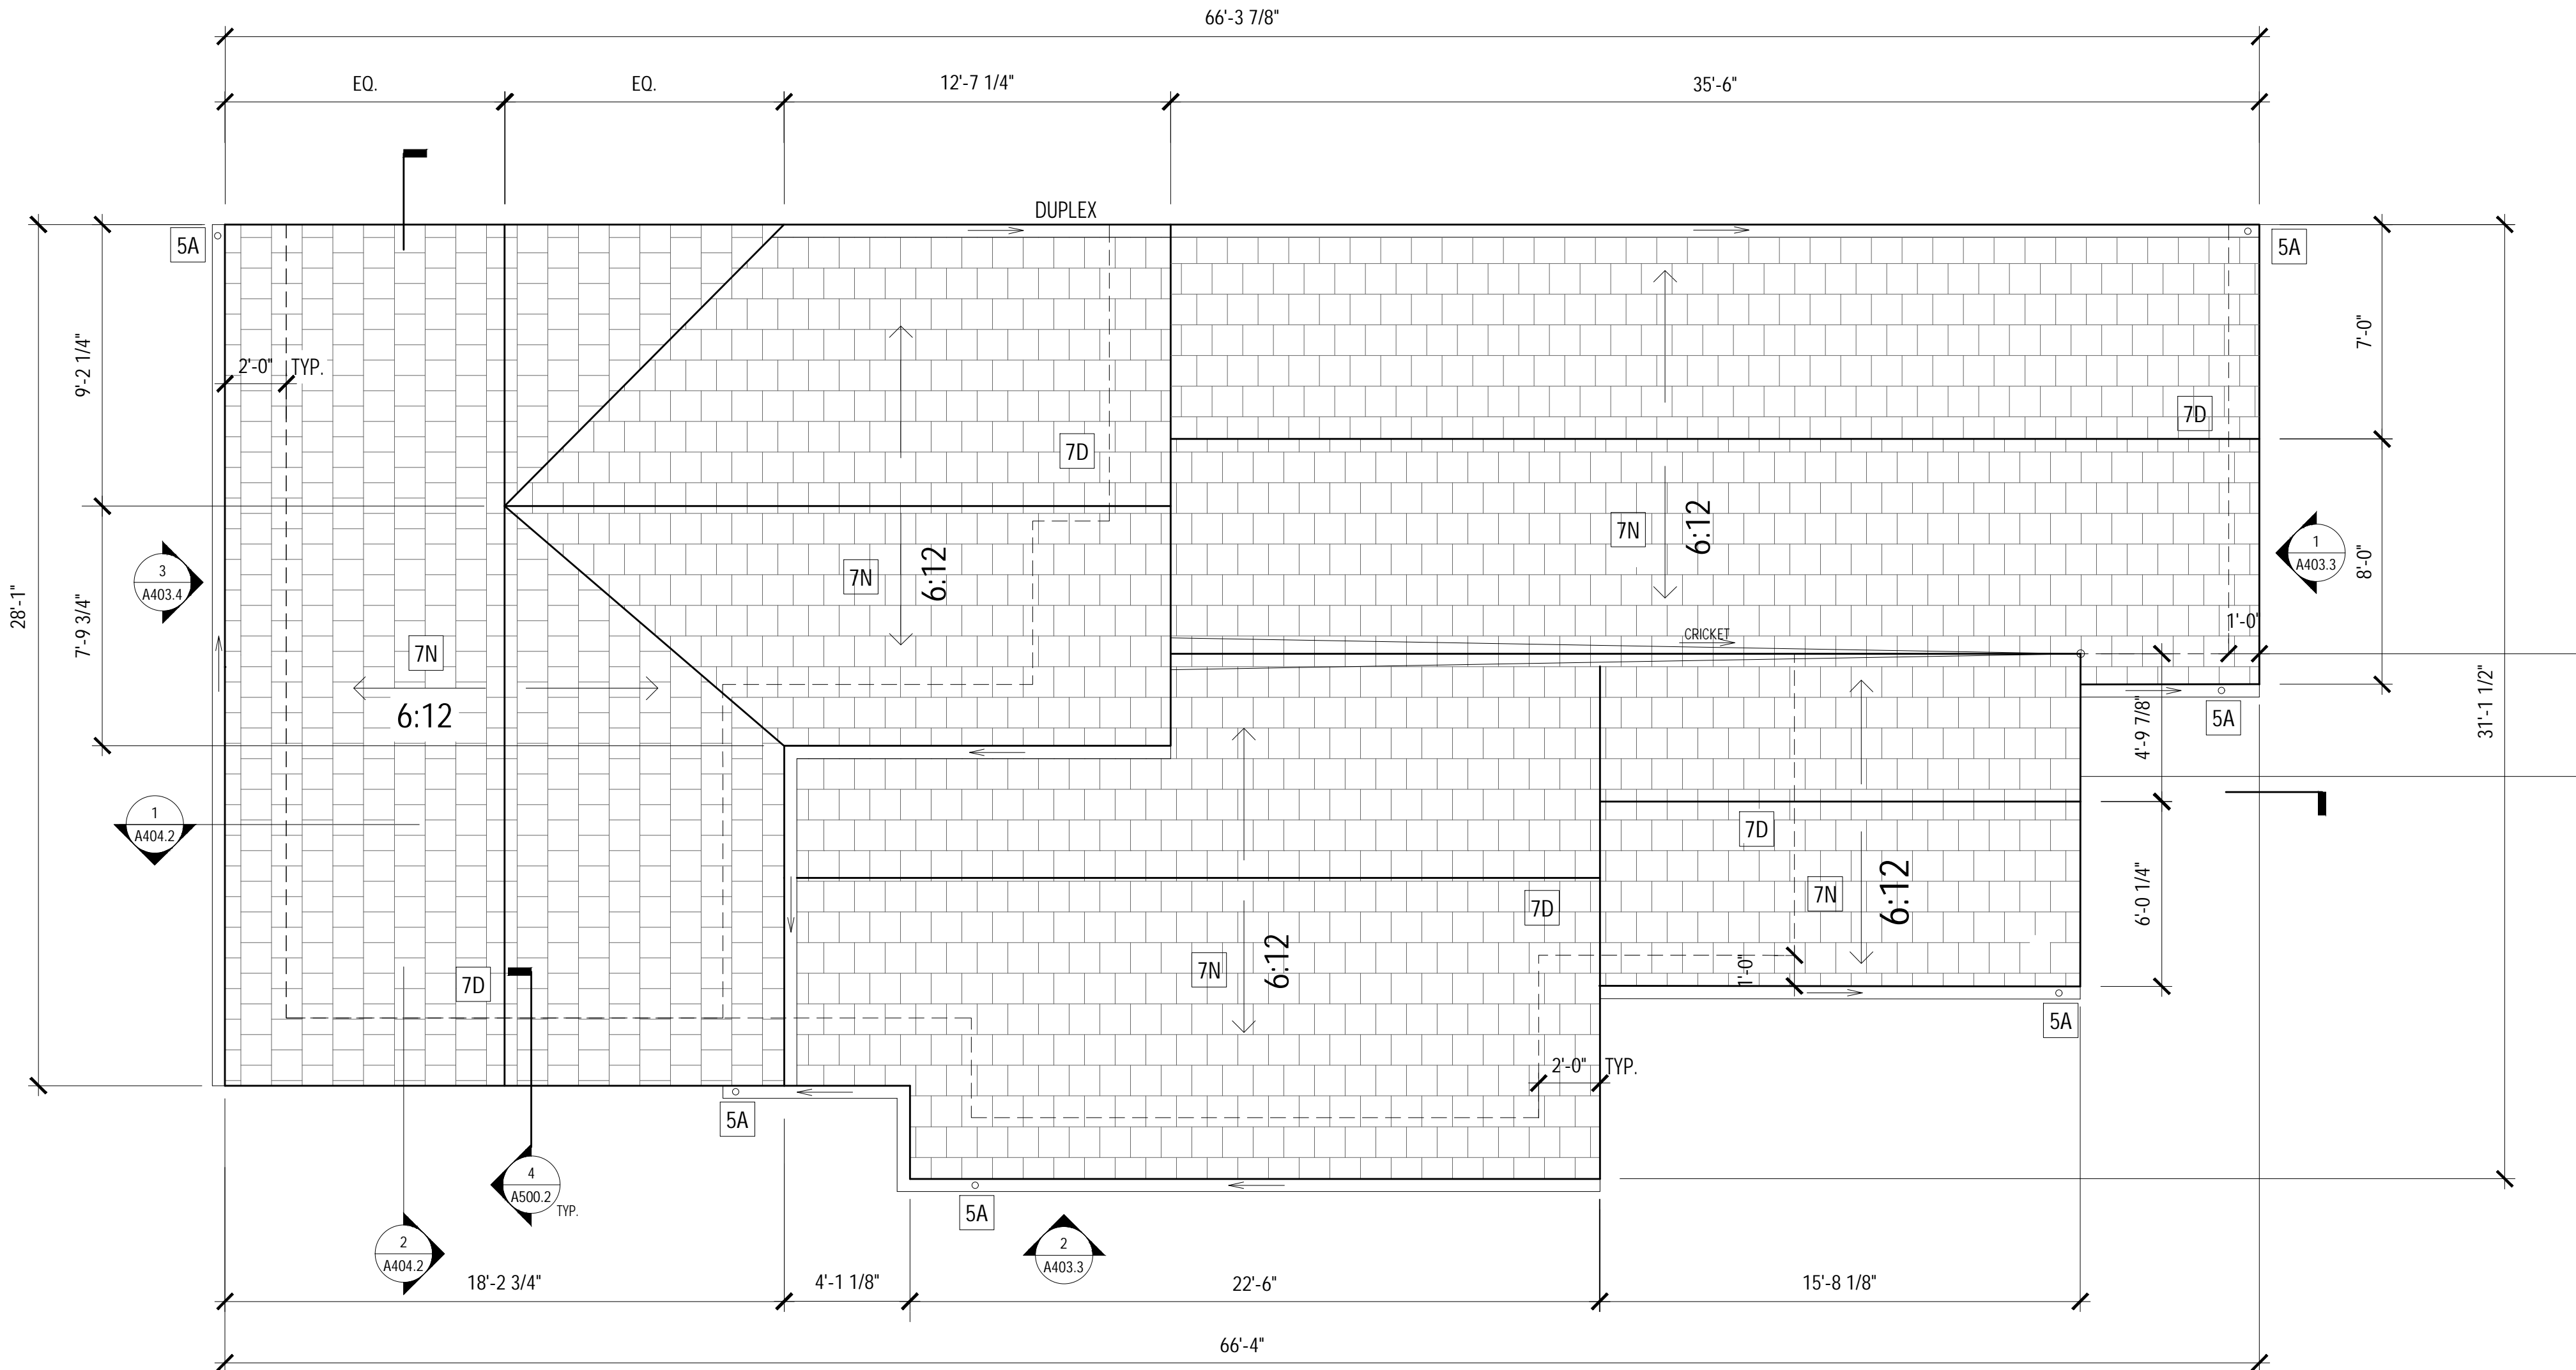 66'-3 7/8"
EQ.
EQ.
12'-7 1/4"
35'-6"
DUPLEX
5A
5A
9'-2 1/4"
2'-0" TYP.
7'-0"
7D
7D
7N
6:12
7N
6:12
1
A403.3
8'-0"
3
A403.4
28'-1"
7'-9 3/4"
1'-0"
CRICKET
7N
6:12
5A
4'-9 7/8"
31'-1 1/2"
1
A404.2
7D
7N
6:12
6'-0 1/4"
7D
7N
6:12
1'-0"
7D
5A
2'-0" TYP.
5A
4
A500.2
TYP.
5A
2
A404.2
2
A403.3
18'-2 3/4"
4'-1 1/8"
22'-6"
15'-8 1/8"
66'-4"